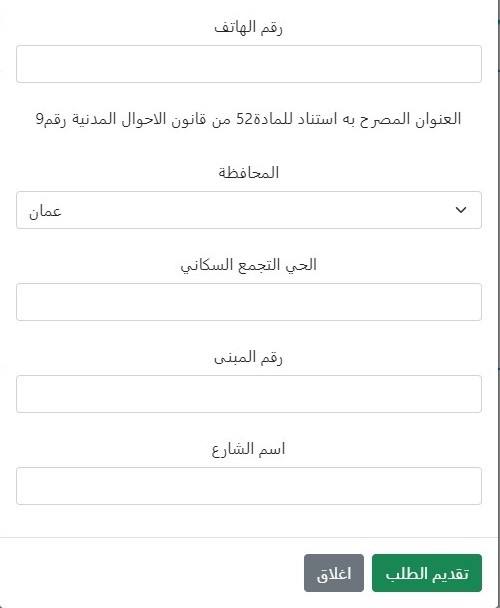 رقم الهاتف
العنوان المصرح به استناد للمادة52 من قانون الاحوال المدنية رقم9
المحافظة
عمان
الحي التجمع السكاني
رقم المبنى
اسم الشارع
تقديم الطلب
اغلاق